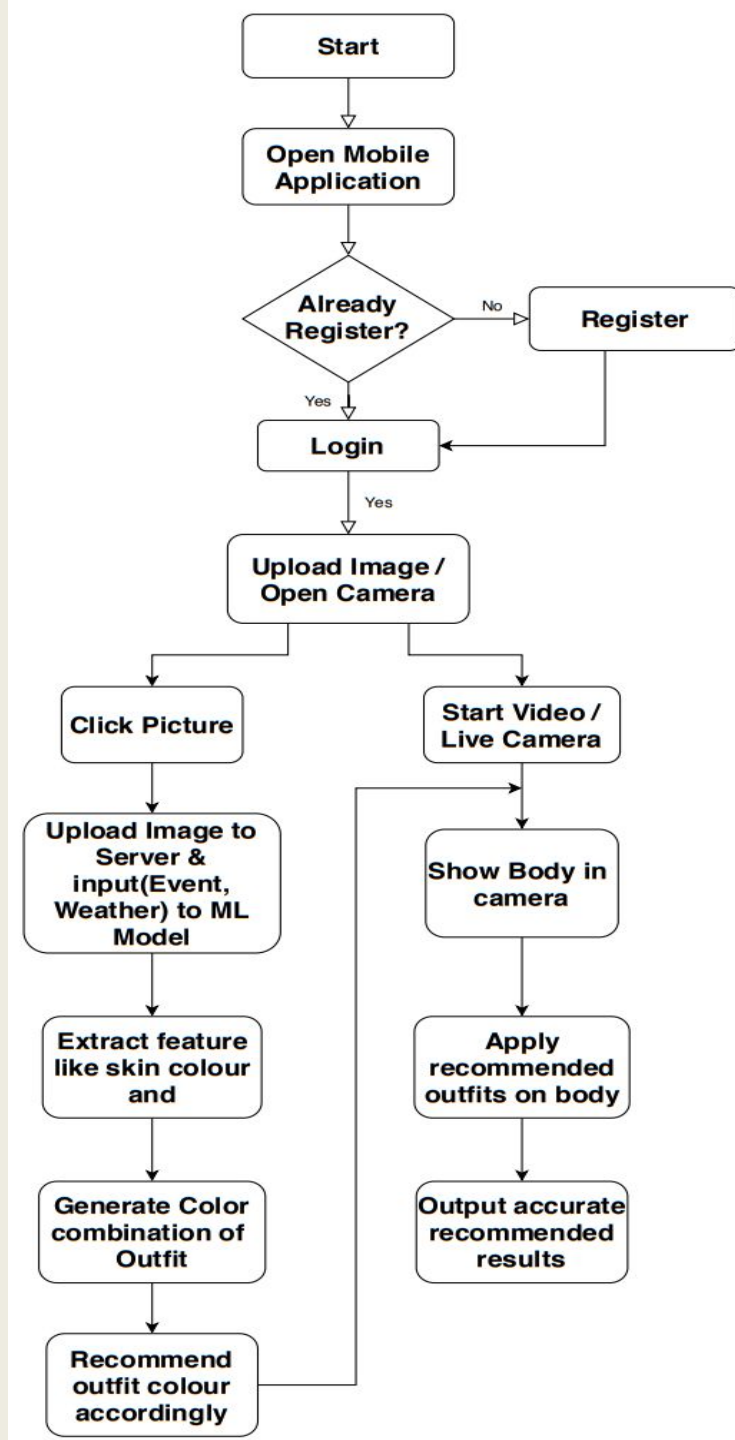 Start
Open Mobile
Application
Already
Register?
No
Register
Yes
Login
Yes
Upload Image /
Open Camera
Click Picture
Start Video /
Live Camera
Upload Image to
Server &
input(Event,
Weather) to ML
Model
Show Body in
camera
Extract feature
like skin colour
and
Apply
recommended
outfits on body
Generate Color
combination of
Outfit
Output accurate
recommended
results
Recommend
outfit colour
accordingly